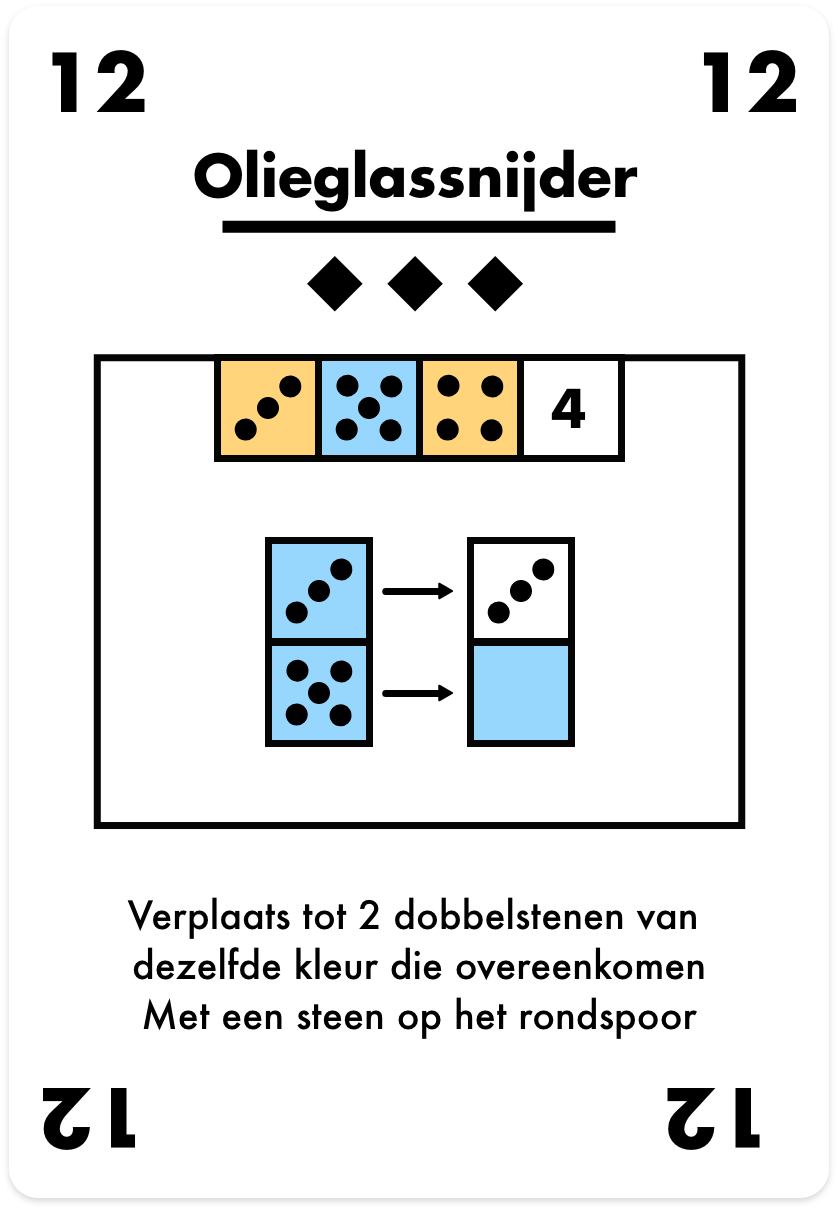 12 12
Olieglassnijder
4
Verplaats tot 2 dobbelstenen van
dezelfde kleur die overeenkomen
Met een steen op het rondspoor
12 12